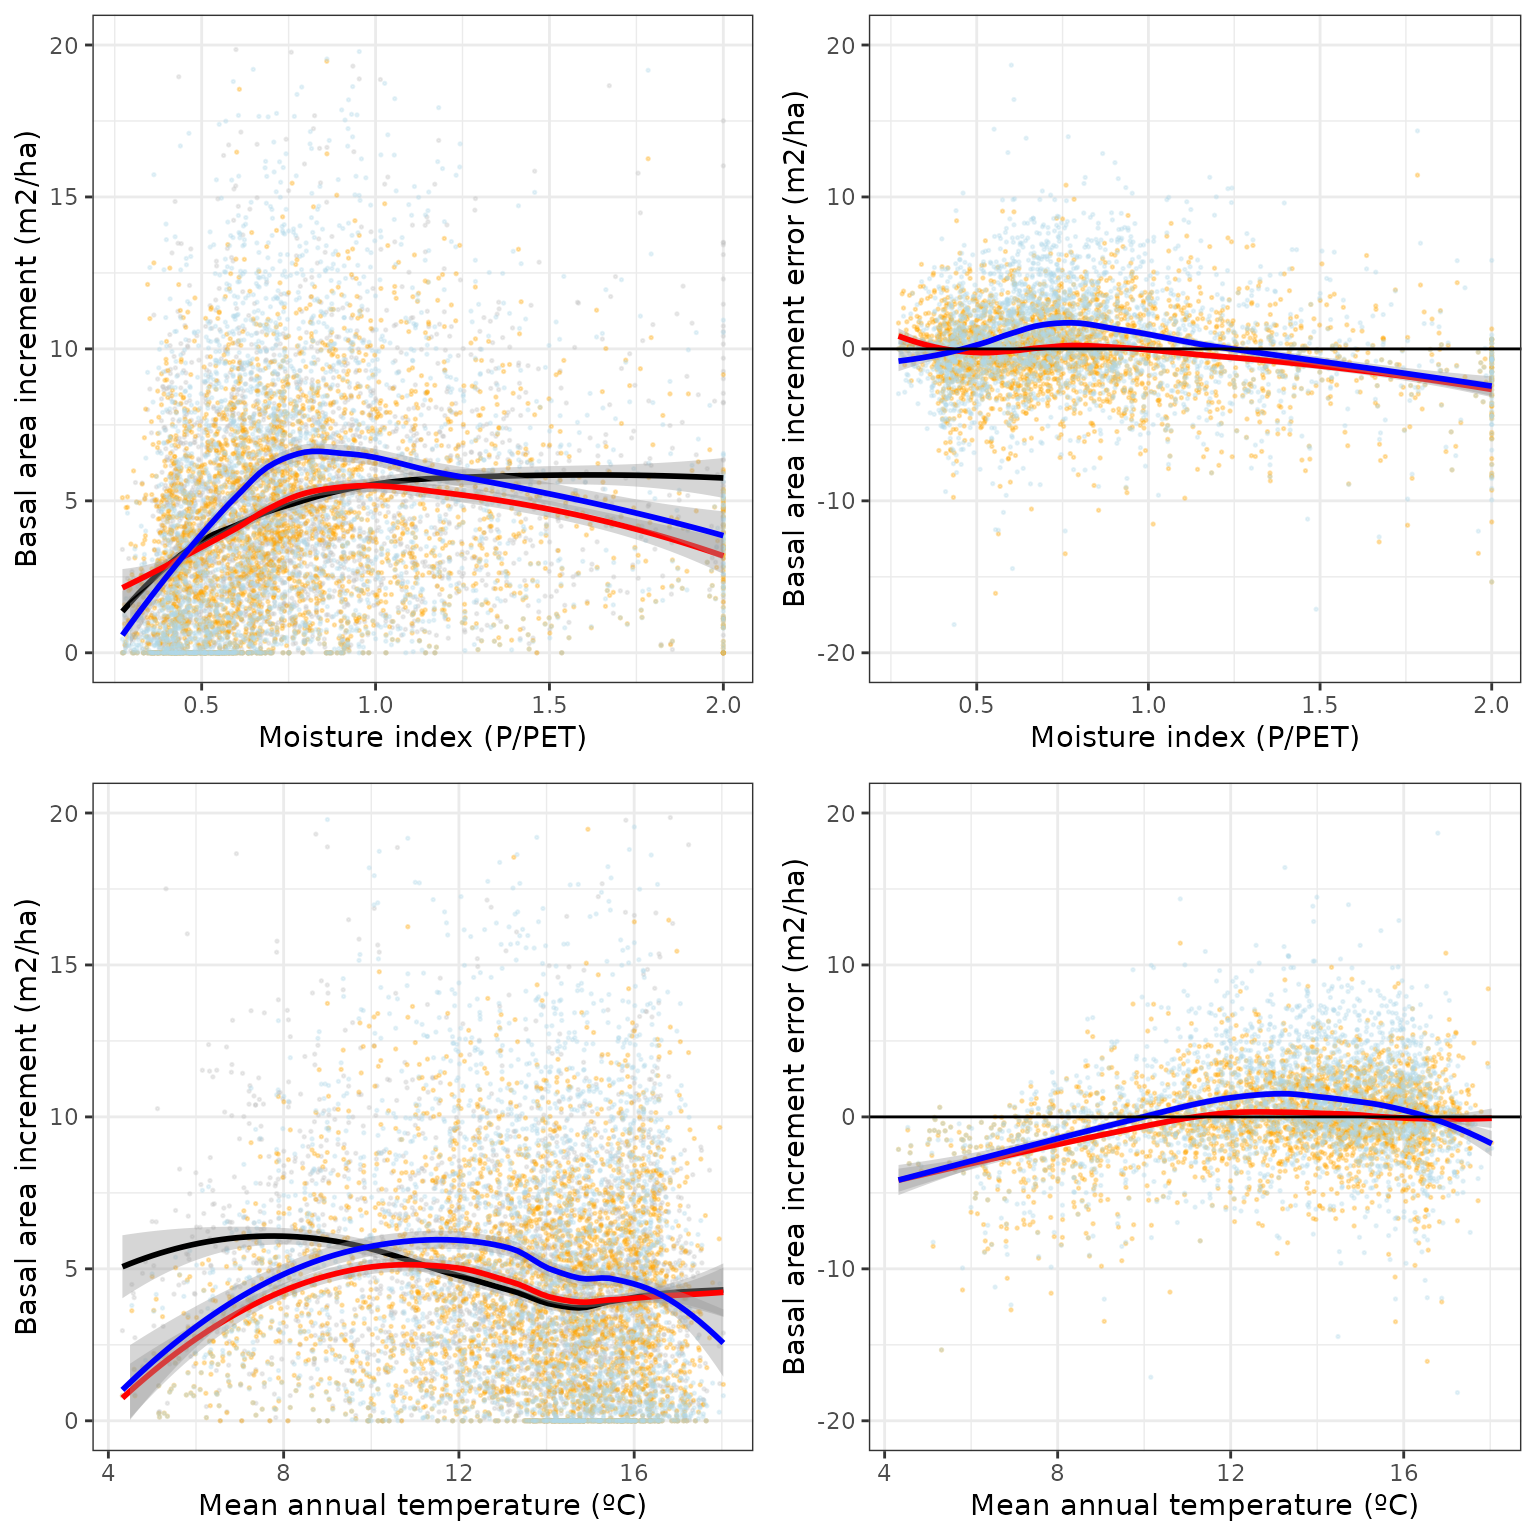 20
15
10
5
0
Basal area increment (m2/ha)
0.5 1.0 1.5 2.0
Moisture index (P/PET)
20
10
0
-10
-20
Basal area increment error (m2/ha)
0.5 1.0 1.5 2.0
Moisture index (P/PET)
20
15
10
5
0
Basal area increment (m2/ha)
4 8 12 16
Mean annual temperature (ºC)
20
10
0
-10
-20
Basal area increment error (m2/ha)
4 8 12 16
Mean annual temperature (ºC)